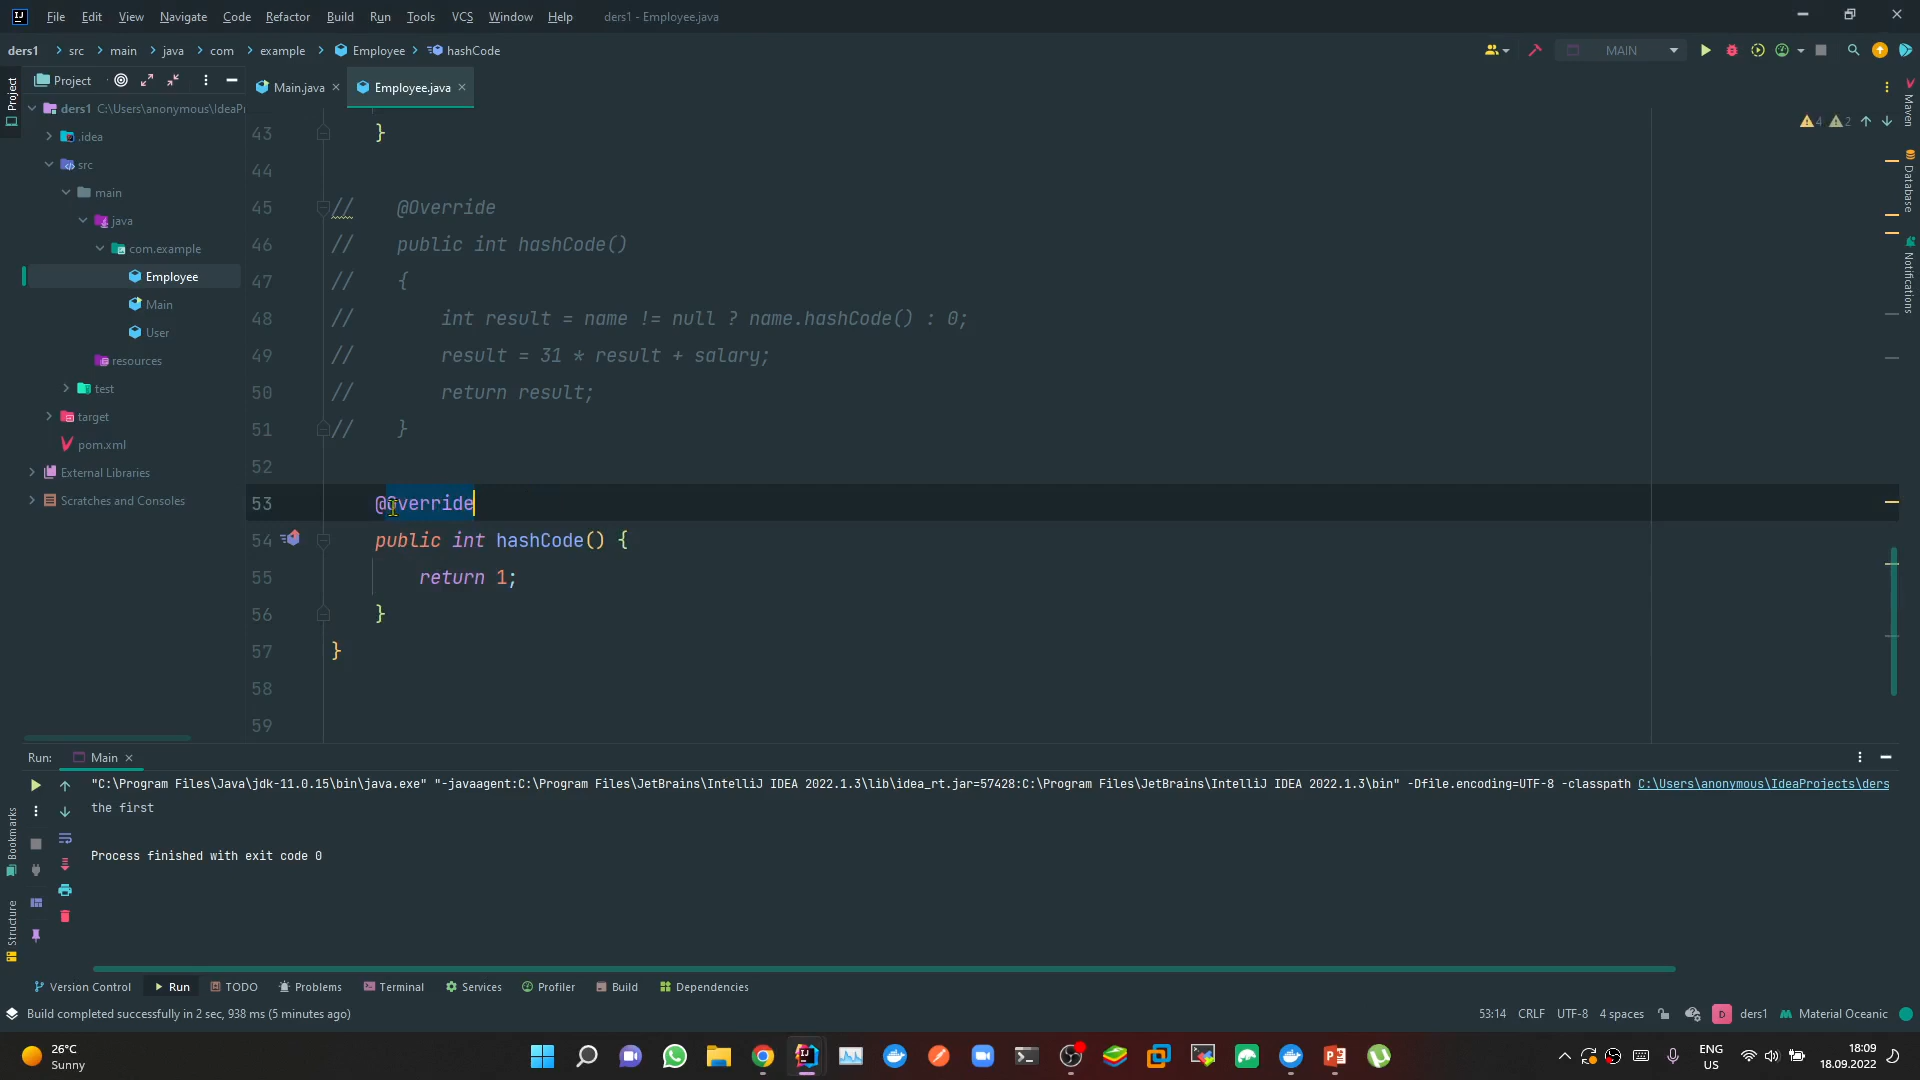 File Edit View Navigate Code Refactor Build Run Tools VCS Window Help ders1 - Employee.java
ders1 src main java com example Employee hashCode MAIN
Project Main.java Employee.java
Project
ders1 C:\Users\anonymous\IdeaPr
.idea
src
main
java
com.example
Employee
Main
User
resources
test
target
pom.xml
External Libraries
Scratches and Consoles
4 2
Maven
Database
Notifications
43 }
44
45 // @Override
46 // public int hashCode()
47 // {
48 // int result = name != null ? name.hashCode() : 0;
49 // result = 31 * result + salary;
50 // return result;
51 // }
52
53 @Override
54 public int hashCode() {
55 return 1;
56 }
57 }
58
59
Run: Main
"C:\Program Files\Java\jdk-11.0.15\bin\java.exe" "-javaagent:C:\Program Files\JetBrains\IntelliJ IDEA 2022.1.3\lib\idea_rt.jar=57428:C:\Program Files\JetBrains\IntelliJ IDEA 2022.1.3\bin" -Dfile.encoding=UTF-8 -classpath C:\Users\anonymous\IdeaProjects\ders
the first
Process finished with exit code 0
Bookmarks
Structure
Version Control Run TODO Problems Terminal Services Profiler Build Dependencies
Build completed successfully in 2 sec, 938 ms (5 minutes ago) 53:14 CRLF UTF-8 4 spaces D ders1 Material Oceanic
26°C
Sunny
ENG
US
18:09
18.09.2022